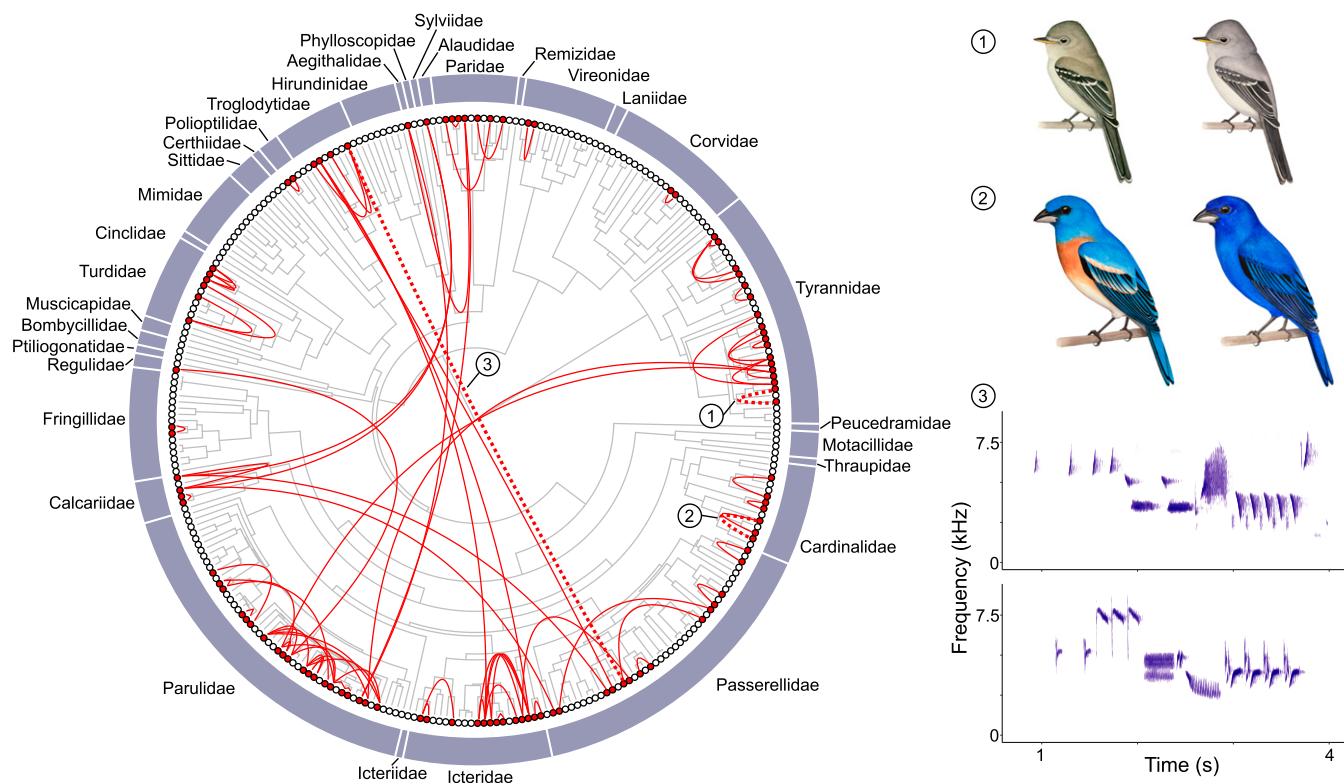 Sylviidae
Phylloscopidae
Alaudidae
Aegithalidae
Paridae
Remizidae
Hirundinidae
Vireonidae
Troglodytidae
Laniidae
Polioptilidae
Certhiidae
Corvidae
Sittidae
Mimidae
Cinclidae
Turdidae
Tyrannidae
Muscicapidae
Bombycillidae
Ptiliogonatidae
Regulidae
Fringillidae
Peucedramidae
Motacillidae
Thraupidae
Calcariidae
Cardinalidae
Parulidae
Passerellidae
Icteriidae
Icteridae
3
1
2
1
2
3
7.5
0
7.5
0
Frequency (kHz)
1
4
Time (s)